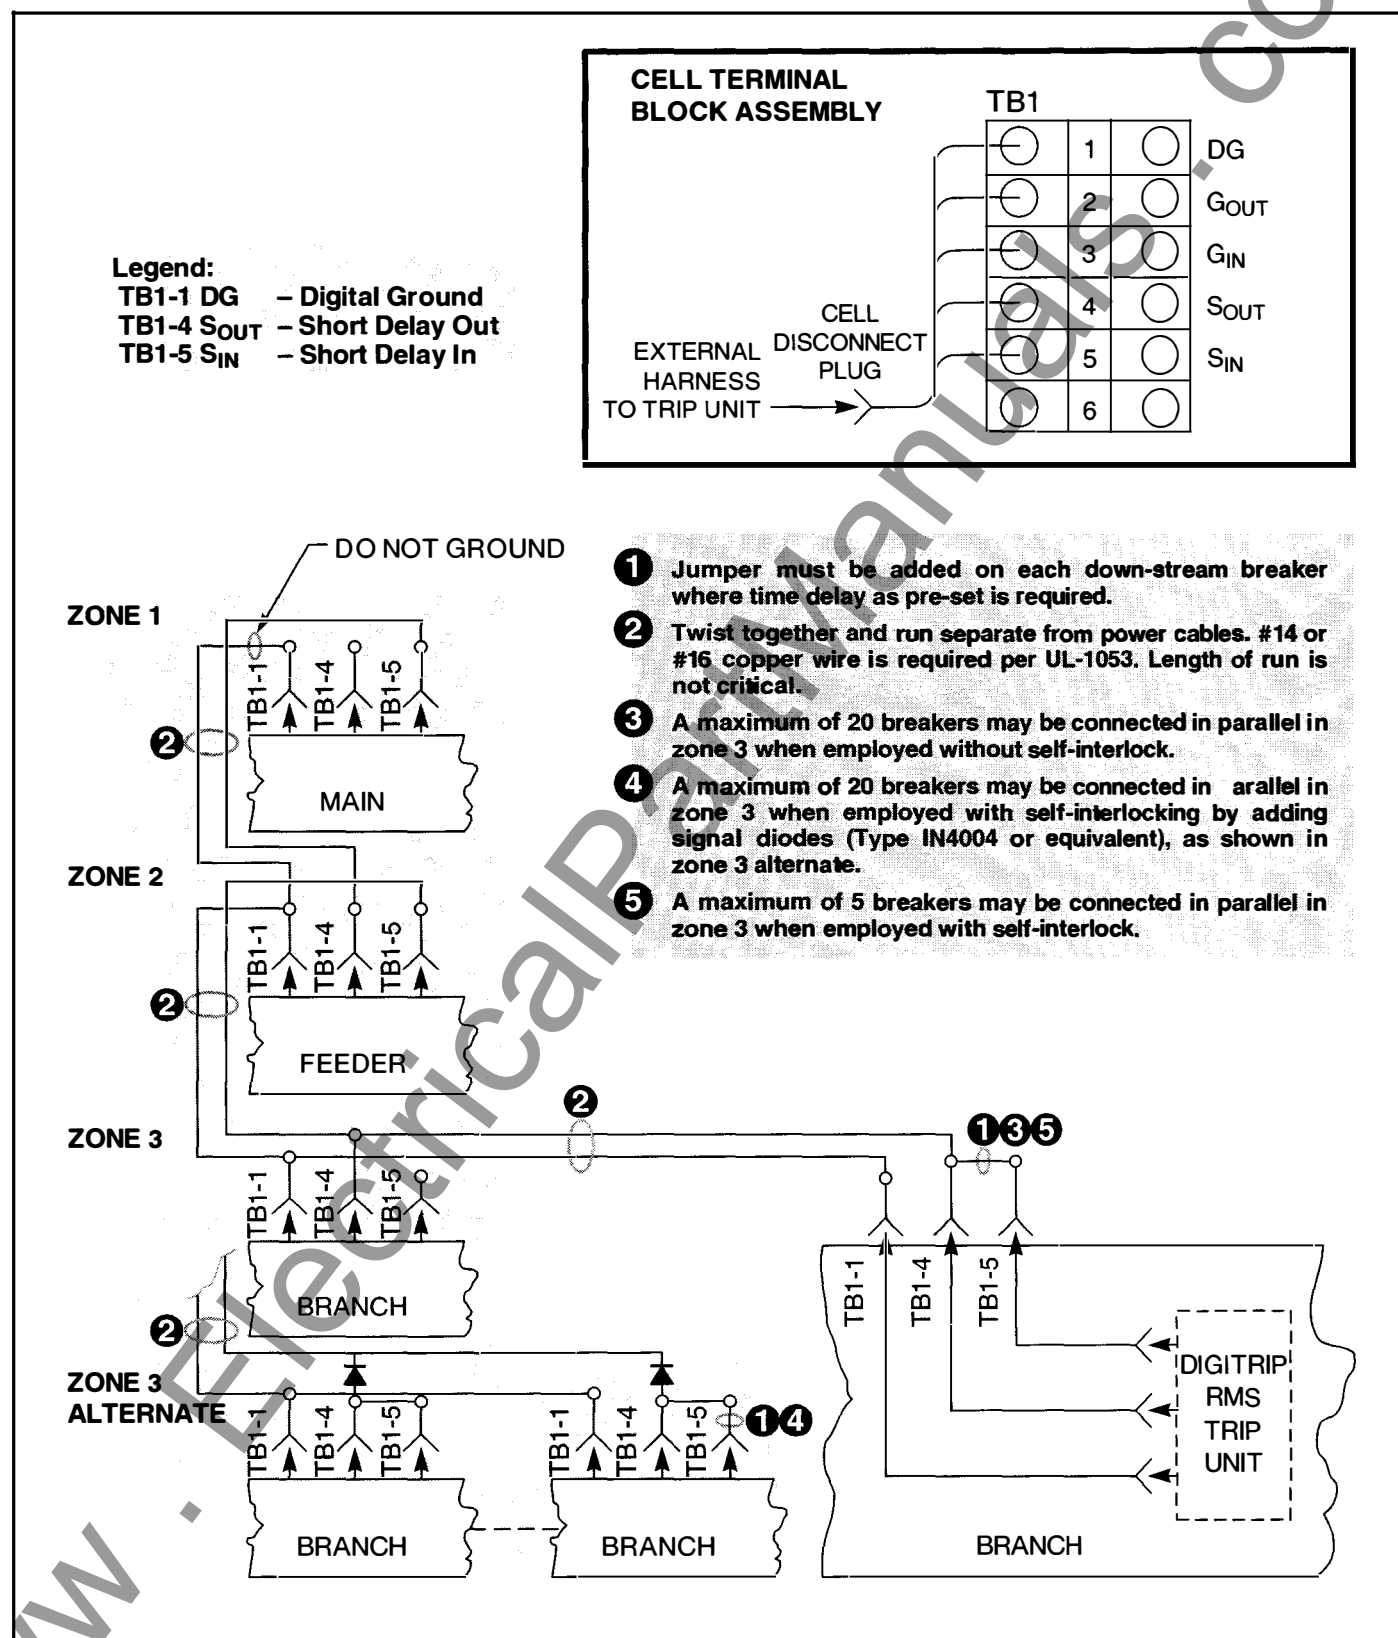 CELL TERMINAL
BLOCK ASSEMBLY
TB1
1 DG
2 GOUT
3 GIN
4 SOUT
5 SIN
6
CELL
DISCONNECT
PLUG
EXTERNAL
HARNESS
TO TRIP UNIT
Legend:
TB1-1 DG – Digital Ground
TB1-4 SOUT – Short Delay Out
TB1-5 SIN – Short Delay In
DO NOT GROUND
1 Jumper must be added on each down-stream breaker
where time delay as pre-set is required.
2 Twist together and run separate from power cables. #14 or
#16 copper wire is required per UL-1053. Length of run is
not critical.
3 A maximum of 20 breakers may be connected in parallel in
zone 3 when employed without self-interlock.
4 A maximum of 20 breakers may be connected in arallel in
zone 3 when employed with self-interlocking by adding
signal diodes (Type IN4004 or equivalent), as shown in
zone 3 alternate.
5 A maximum of 5 breakers may be connected in parallel in
zone 3 when employed with self-interlock.
ZONE 1
TB1-1
TB1-4
TB1-5
2
MAIN
ZONE 2
TB1-1
TB1-4
TB1-5
2
FEEDER
ZONE 3
2
1 3 5
TB1-1
TB1-4
TB1-5
BRANCH
2
ZONE 3
ALTERNATE
TB1-1
TB1-4
TB1-5
BRANCH
TB1-1
TB1-4
TB1-5
1 4
BRANCH
TB1-1
TB1-4
TB1-5
DIGITRIP
RMS
TRIP
UNIT
BRANCH
www . ElectricalPartManuals . co